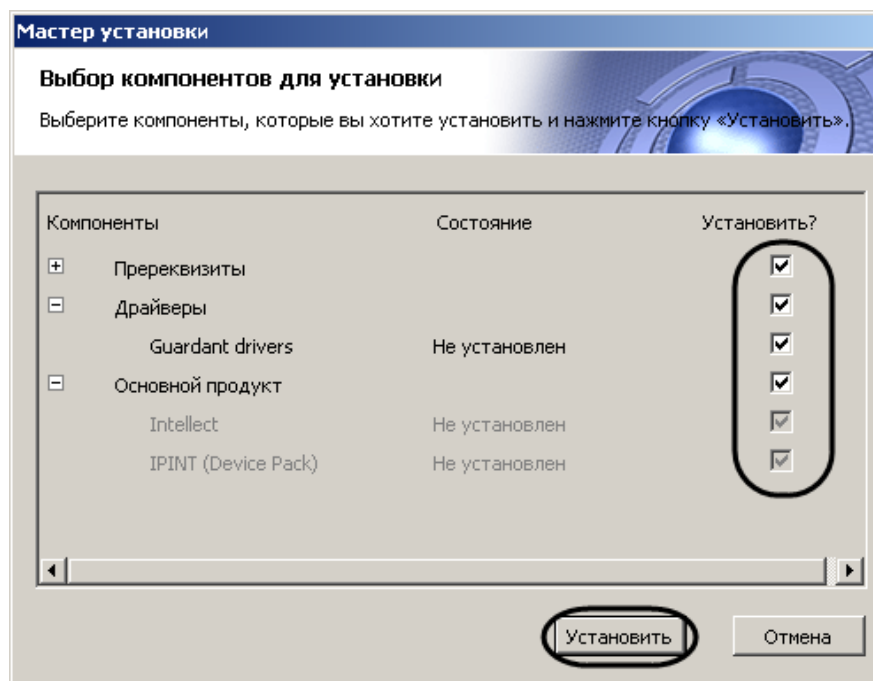 Мастер установки
Выбор компонентов для установки
Выберите компоненты, которые вы хотите установить и нажмите кнопку «Установить».
Компоненты Состояние Установить?
Пререквизиты
Драйверы
Guardant drivers Не установлен
Основной продукт
Intellect Не установлен
IPINT (Device Pack) Не установлен
Установить Отмена